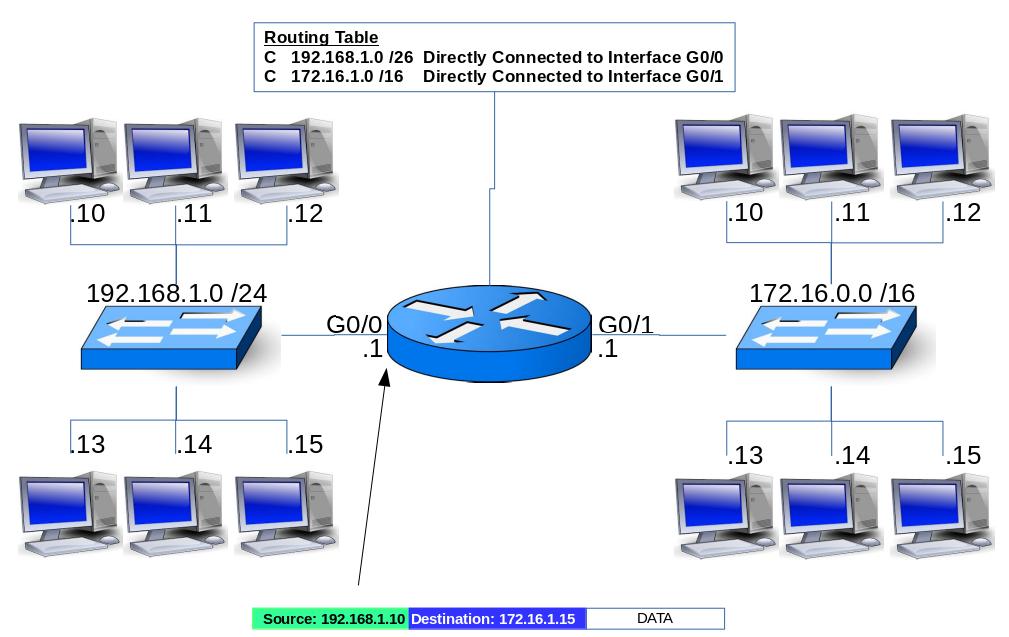 Routing Table
C 192.168.1.0 /26 Directly Connected to Interface G0/0
C 172.16.1.0 /16 Directly Connected to Interface G0/1
.10 .11 .12
.10 .11 .12
192.168.1.0 /24
172.16.0.0 /16
G0/0
.1
G0/1
.1
.13 .14 .15
.13 .14 .15
Source: 192.168.1.10 Destination: 172.16.1.15 DATA